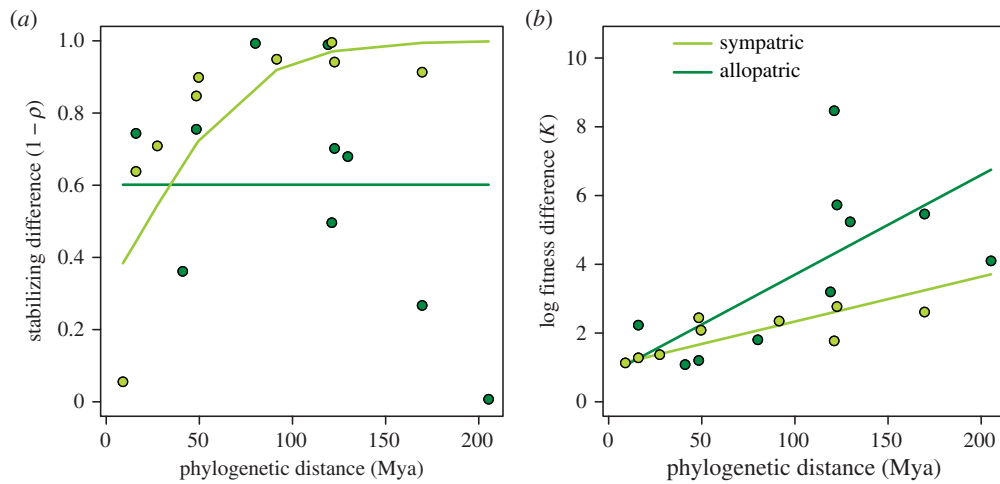 (a)
stabilizing difference (1 – ρ)
1.0
0.8
0.6
0.4
0.2
0
0 50 100 150 200
phylogenetic distance (Mya)
(b)
sympatric
allopatric
log fitness difference (K)
10
8
6
4
2
0
0 50 100 150 200
phylogenetic distance (Mya)